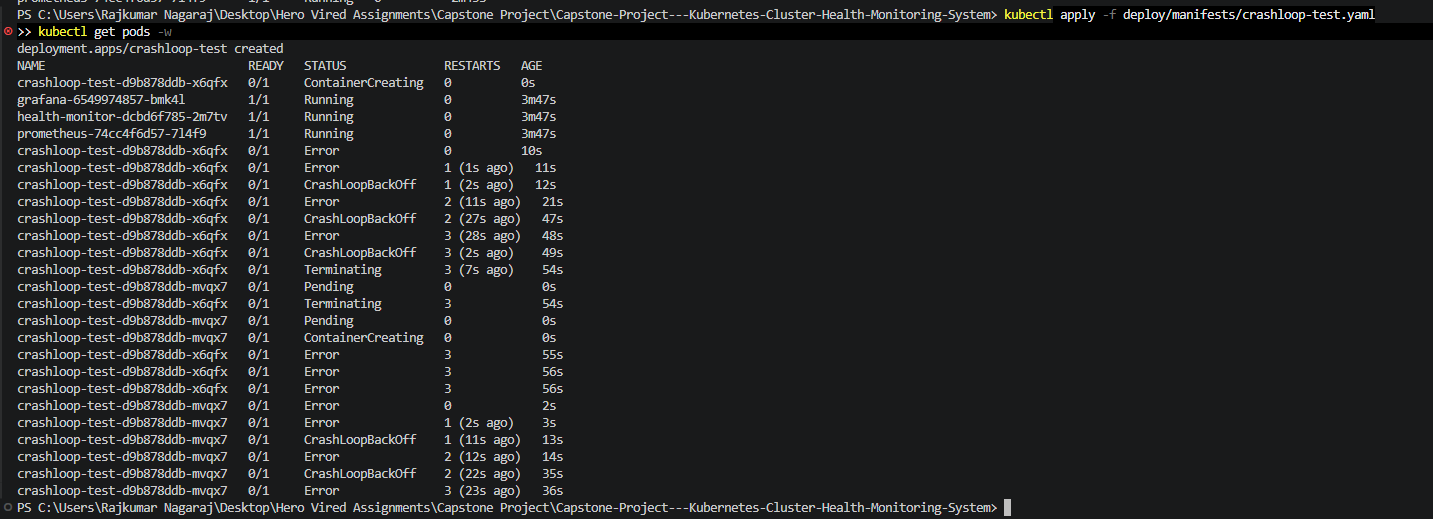 PS C:\Users\Rajkumar Nagaraj\Desktop\Hero Vired Assignments\Capstone Project\Capstone-Project---Kubernetes-Cluster-Health-Monitoring-System> kubectl apply -f deploy/manifests/crashloop-test.yaml
>> kubectl get pods -w
deployment.apps/crashloop-test created
NAME READY STATUS RESTARTS AGE
crashloop-test-d9b878ddb-x6qfx 0/1 ContainerCreating 0 0s
grafana-6549974857-bmk4l 1/1 Running 0 3m47s
health-monitor-dcbd6f785-2m7tv 1/1 Running 0 3m47s
prometheus-74cc4f6d57-7l4f9 1/1 Running 0 3m47s
crashloop-test-d9b878ddb-x6qfx 0/1 Error 0 10s
crashloop-test-d9b878ddb-x6qfx 0/1 Error 1 (1s ago) 11s
crashloop-test-d9b878ddb-x6qfx 0/1 CrashLoopBackOff 1 (2s ago) 12s
crashloop-test-d9b878ddb-x6qfx 0/1 Error 2 (11s ago) 21s
crashloop-test-d9b878ddb-x6qfx 0/1 CrashLoopBackOff 2 (27s ago) 47s
crashloop-test-d9b878ddb-x6qfx 0/1 Error 3 (28s ago) 48s
crashloop-test-d9b878ddb-x6qfx 0/1 CrashLoopBackOff 3 (2s ago) 49s
crashloop-test-d9b878ddb-x6qfx 0/1 Terminating 3 (7s ago) 54s
crashloop-test-d9b878ddb-mvqx7 0/1 Pending 0 0s
crashloop-test-d9b878ddb-x6qfx 0/1 Terminating 3 54s
crashloop-test-d9b878ddb-mvqx7 0/1 Pending 0 0s
crashloop-test-d9b878ddb-mvqx7 0/1 ContainerCreating 0 0s
crashloop-test-d9b878ddb-x6qfx 0/1 Error 3 55s
crashloop-test-d9b878ddb-x6qfx 0/1 Error 3 56s
crashloop-test-d9b878ddb-x6qfx 0/1 Error 3 56s
crashloop-test-d9b878ddb-mvqx7 0/1 Error 0 2s
crashloop-test-d9b878ddb-mvqx7 0/1 Error 1 (2s ago) 3s
crashloop-test-d9b878ddb-mvqx7 0/1 CrashLoopBackOff 1 (11s ago) 13s
crashloop-test-d9b878ddb-mvqx7 0/1 Error 2 (12s ago) 14s
crashloop-test-d9b878ddb-mvqx7 0/1 CrashLoopBackOff 2 (22s ago) 35s
crashloop-test-d9b878ddb-mvqx7 0/1 Error 3 (23s ago) 36s
PS C:\Users\Rajkumar Nagaraj\Desktop\Hero Vired Assignments\Capstone Project\Capstone-Project---Kubernetes-Cluster-Health-Monitoring-System>